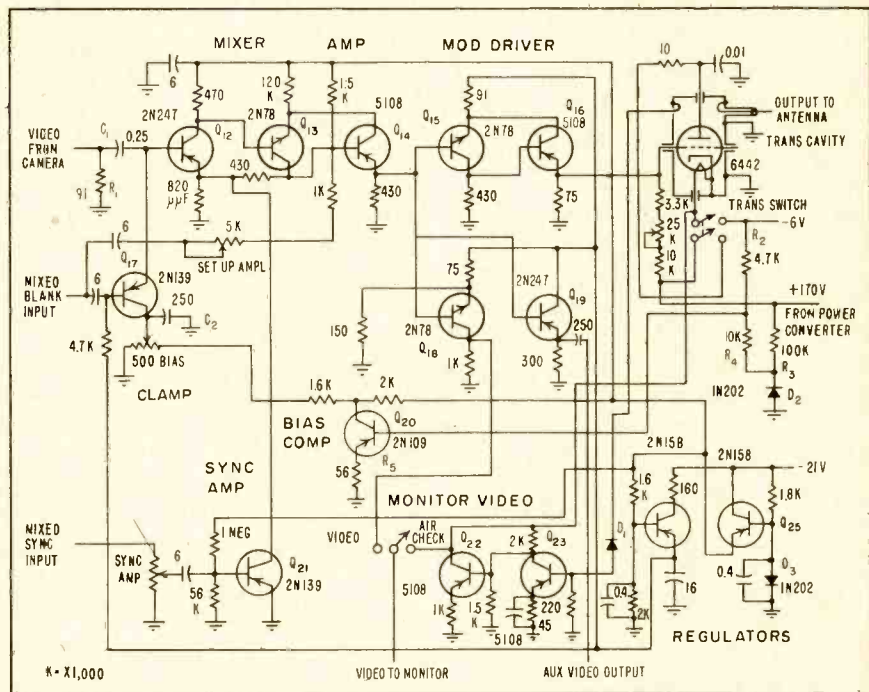 MIXER AMP MOD DRIVER
6
470
120 K
1.5 K
91
10
0.01
2N247
Q12
2N78
Q13
5108
Q14
Q15
2N78
Q16
5108
OUTPUT TO ANTENNA
TRANS CAVITY
6442
VIDEO FROM CAMERA
C1
0.25
91
R1
820 μμF
430
1K
430
430
75
3.3K
25 K
10 K
TRANS SWITCH
-6V
R2
4.7K
6
5K
SET UP AMPL
Q17
2N139
MIXED BLANK INPUT
6
250
C2
4.7K
500 BIAS
CLAMP
75
2N247
Q19
150
2N78
Q18
1K
250
300
+170V
FROM POWER CONVERTER
10K
R4
100K
R3
1N202
D2
1.6K
2K
BIAS COMP
Q20
2N109
56
R5
SYNC AMP
MONITOR VIDEO
2N158
2N158
-21V
1.6 K
160
1.8K
Q25
MIXED SYNC INPUT
SYNC AMP
6
1 NEG
56 K
Q21
2N139
VIDEO
AIR CHECK
Q22
2K
Q23
D1
5108
1K
1.5 K
5108
220
45
0.4
2K
16
0.4
1N202
REGULATORS
K = X1,000
VIDEO TO MONITOR
AUX VIDEO OUTPUT